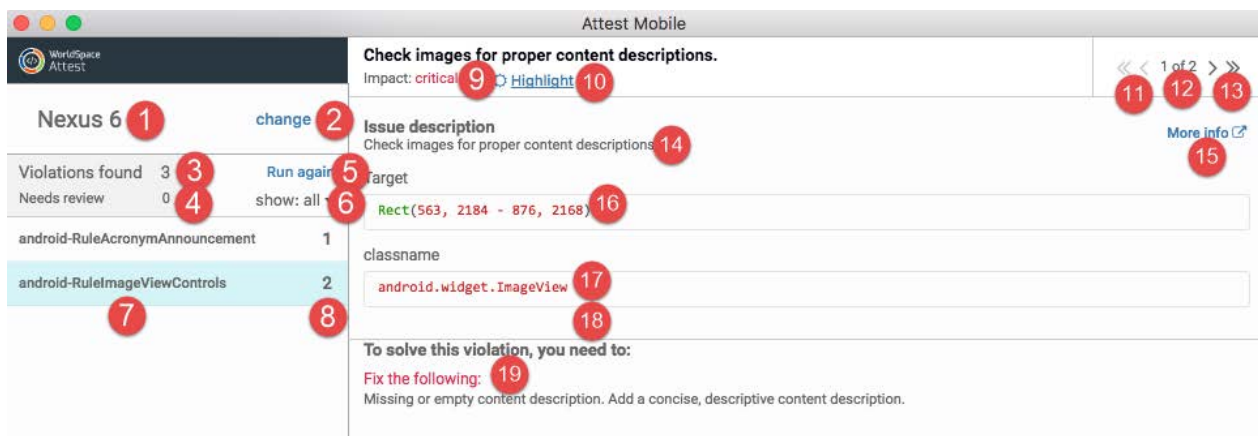 Attest Mobile
WorldSpace
Attest
Nexus 6 1
change 2
Violations found 3 3
Run again 5
Needs review 0 4
show: all 6
android-RuleAcronymAnnouncement 1
android-RuleImageViewControls 2
7 8
Check images for proper content descriptions.
Impact: critical 9 Highlight 10
1 of 2
11 12 13
Issue description
Check images for proper content descriptions 14
More info
15
Target
Rect(563, 2184 - 876, 2168) 16
classname
android.widget.ImageView 17
18
To solve this violation, you need to:
Fix the following: 19
Missing or empty content description. Add a concise, descriptive content description.